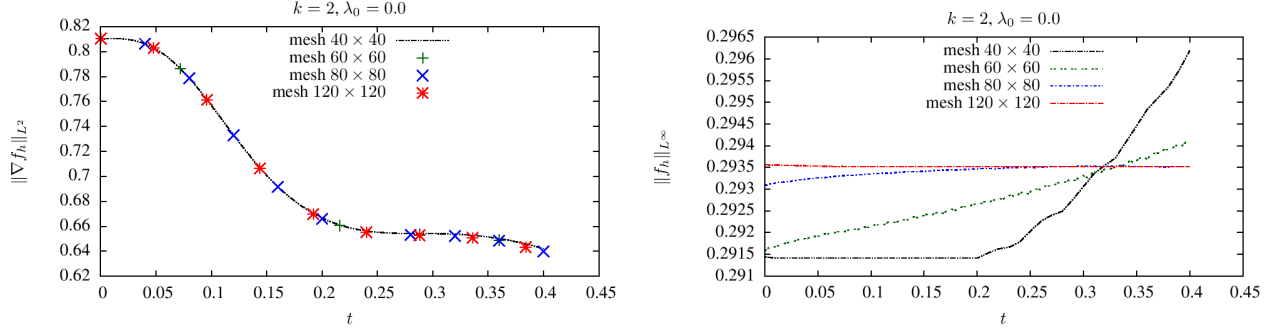 k = 2, λ0 = 0.0
mesh 40 × 40
mesh 60 × 60
mesh 80 × 80
mesh 120 × 120
0.82
0.8
0.78
0.76
0.74
0.72
0.7
0.68
0.66
0.64
0.62
‖∇fh‖L2
0 0.05 0.1 0.15 0.2 0.25 0.3 0.35 0.4 0.45
t
k = 2, λ0 = 0.0
mesh 40 × 40
mesh 60 × 60
mesh 80 × 80
mesh 120 × 120
0.2965
0.296
0.2955
0.295
0.2945
0.294
0.2935
0.293
0.2925
0.292
0.2915
0.291
‖fh‖L∞
0 0.05 0.1 0.15 0.2 0.25 0.3 0.35 0.4 0.45
t